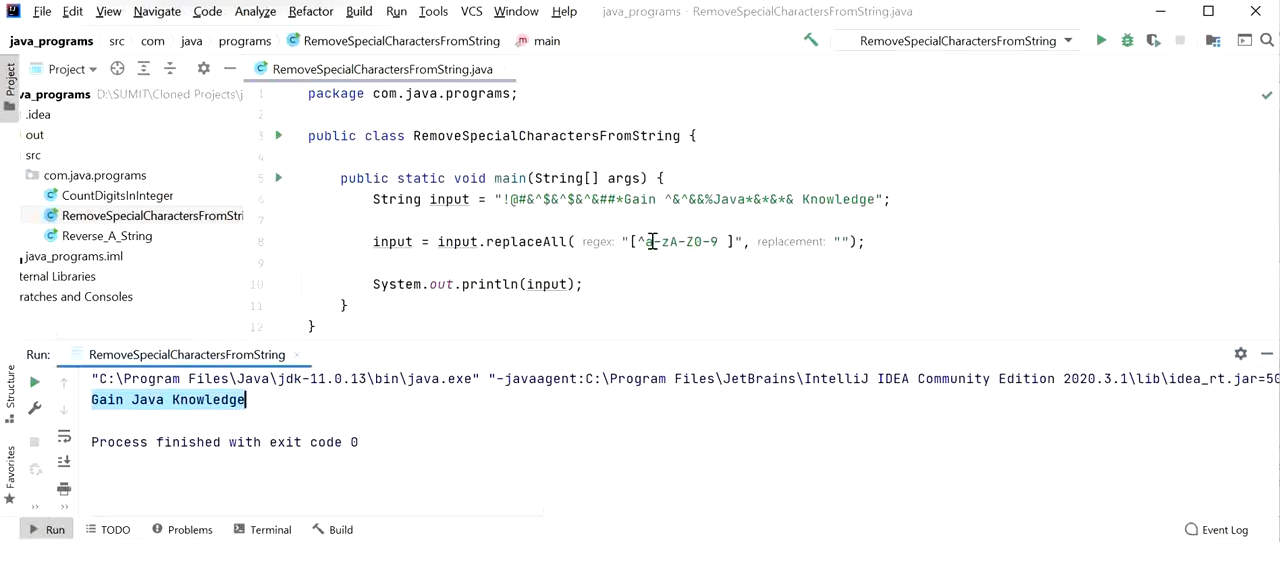 File Edit View Navigate Code Analyze Refactor Build Run Tools VCS Window Help java_programs - RemoveSpecialCharactersFromString.java
java_programs src com java programs RemoveSpecialCharactersFromString main RemoveSpecialCharactersFromString
Project Project RemoveSpecialCharactersFromString.java
va_programs D:\SUMIT\Cloned Projects\j
.idea
out
src
com.java.programs
CountDigitsInInteger
RemoveSpecialCharactersFromStri
Reverse_A_String
java_programs.iml
ternal Libraries
ratches and Consoles
1 package com.java.programs;
2
3 public class RemoveSpecialCharactersFromString {
4
5 public static void main(String[] args) {
6 String input = "!@#&^$&^$&^&##*Gain ^&^&&%Java*&*&*& Knowledge";
7
8 input = input.replaceAll( regex: "[^a-zA-Z0-9 ]", replacement: "");
9
10 System.out.println(input);
11 }
12 }
Run: RemoveSpecialCharactersFromString
"C:\Program Files\Java\jdk-11.0.13\bin\java.exe" "-javaagent:C:\Program Files\JetBrains\IntelliJ IDEA Community Edition 2020.3.1\lib\idea_rt.jar=50
Gain Java Knowledge
Process finished with exit code 0
Structure
Favorites
Run TODO Problems Terminal Build Event Log